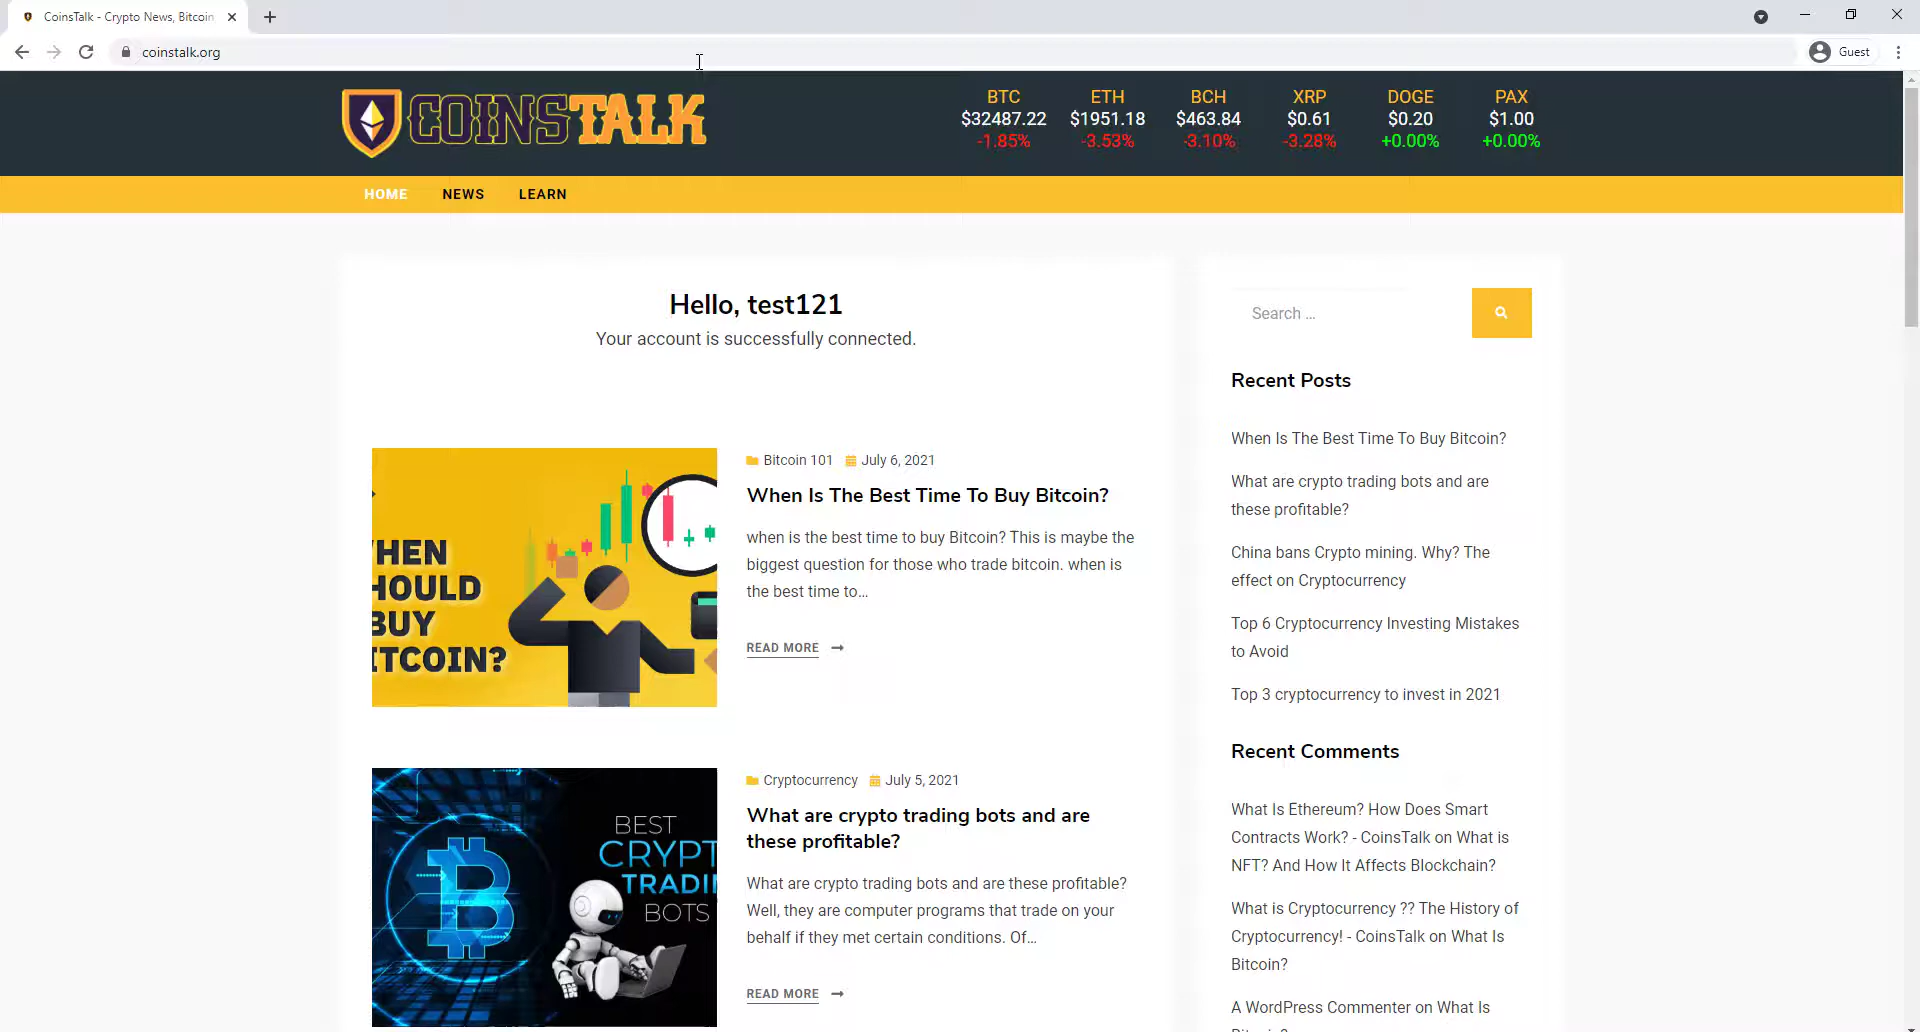 CoinsTalk - Crypto News, Bitcoin
coinstalk.org
Guest
COINSTALK
BTC
$32487.22
-1.85%
ETH
$1951.18
-3.53%
BCH
$463.84
-3.10%
XRP
$0.61
-3.28%
DOGE
$0.20
+0.00%
PAX
$1.00
+0.00%
HOME NEWS LEARN
Hello, test121
Your account is successfully connected.
HEN
HOULD
BUY
ITCOIN?
Bitcoin 101 July 6, 2021
When Is The Best Time To Buy Bitcoin?
when is the best time to buy Bitcoin? This is maybe the
biggest question for those who trade bitcoin. when is
the best time to...
READ MORE
BEST
CRYPT
TRADI
BOTS
Cryptocurrency July 5, 2021
What are crypto trading bots and are
these profitable?
What are crypto trading bots and are these profitable?
Well, they are computer programs that trade on your
behalf if they met certain conditions. Of...
READ MORE
Search ...
Recent Posts
When Is The Best Time To Buy Bitcoin?
What are crypto trading bots and are
these profitable?
China bans Crypto mining. Why? The
effect on Cryptocurrency
Top 6 Cryptocurrency Investing Mistakes
to Avoid
Top 3 cryptocurrency to invest in 2021
Recent Comments
What Is Ethereum? How Does Smart
Contracts Work? - CoinsTalk on What is
NFT? And How It Affects Blockchain?
What is Cryptocurrency ?? The History of
Cryptocurrency! - CoinsTalk on What Is
Bitcoin?
A WordPress Commenter on What Is